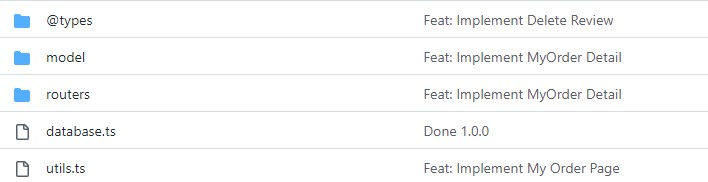 @types Feat: Implement Delete Review
model Feat: Implement MyOrder Detail
routers Feat: Implement MyOrder Detail
database.ts Done 1.0.0
utils.ts Feat: Implement My Order Page